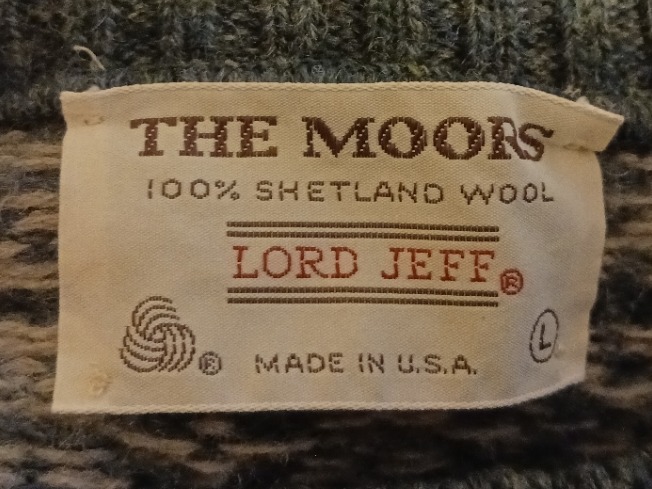 THE MOORS
100% SHETLAND WOOL
LORD JEFF®
® MADE IN U.S.A.
L